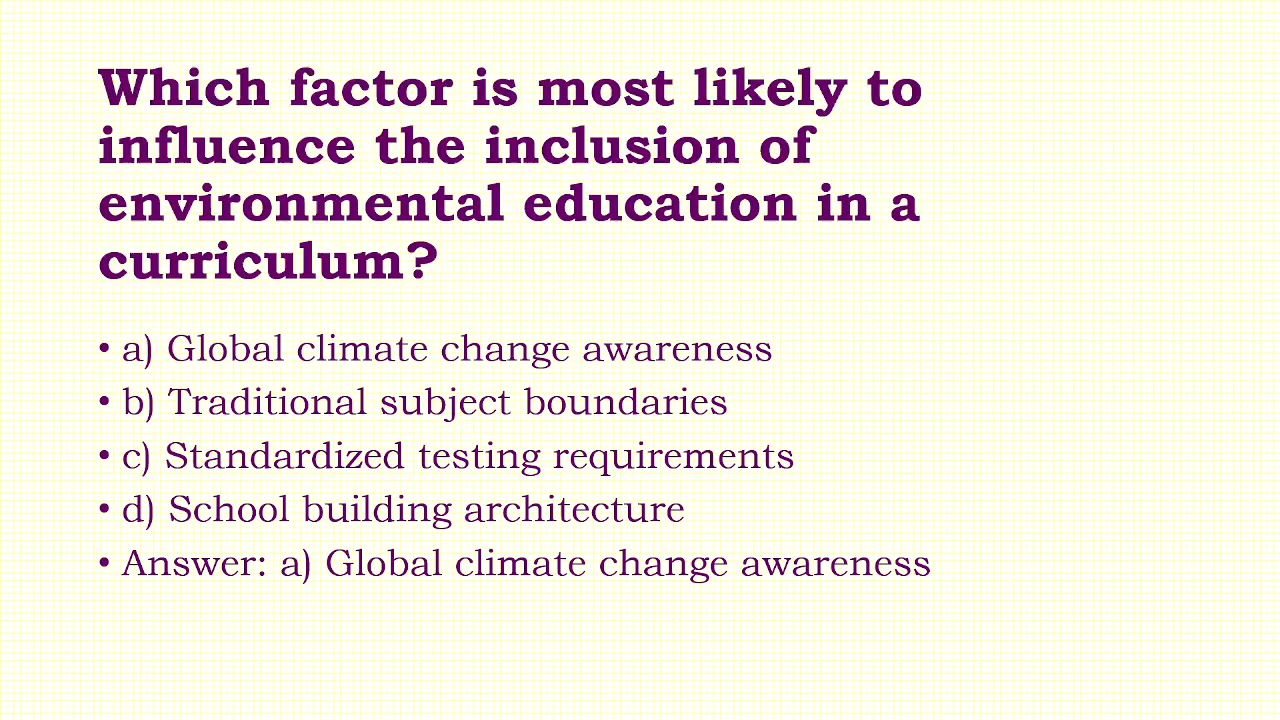 Which factor is most likely to
influence the inclusion of
environmental education in a
curriculum?
• a) Global climate change awareness
• b) Traditional subject boundaries
• c) Standardized testing requirements
• d) School building architecture
• Answer: a) Global climate change awareness